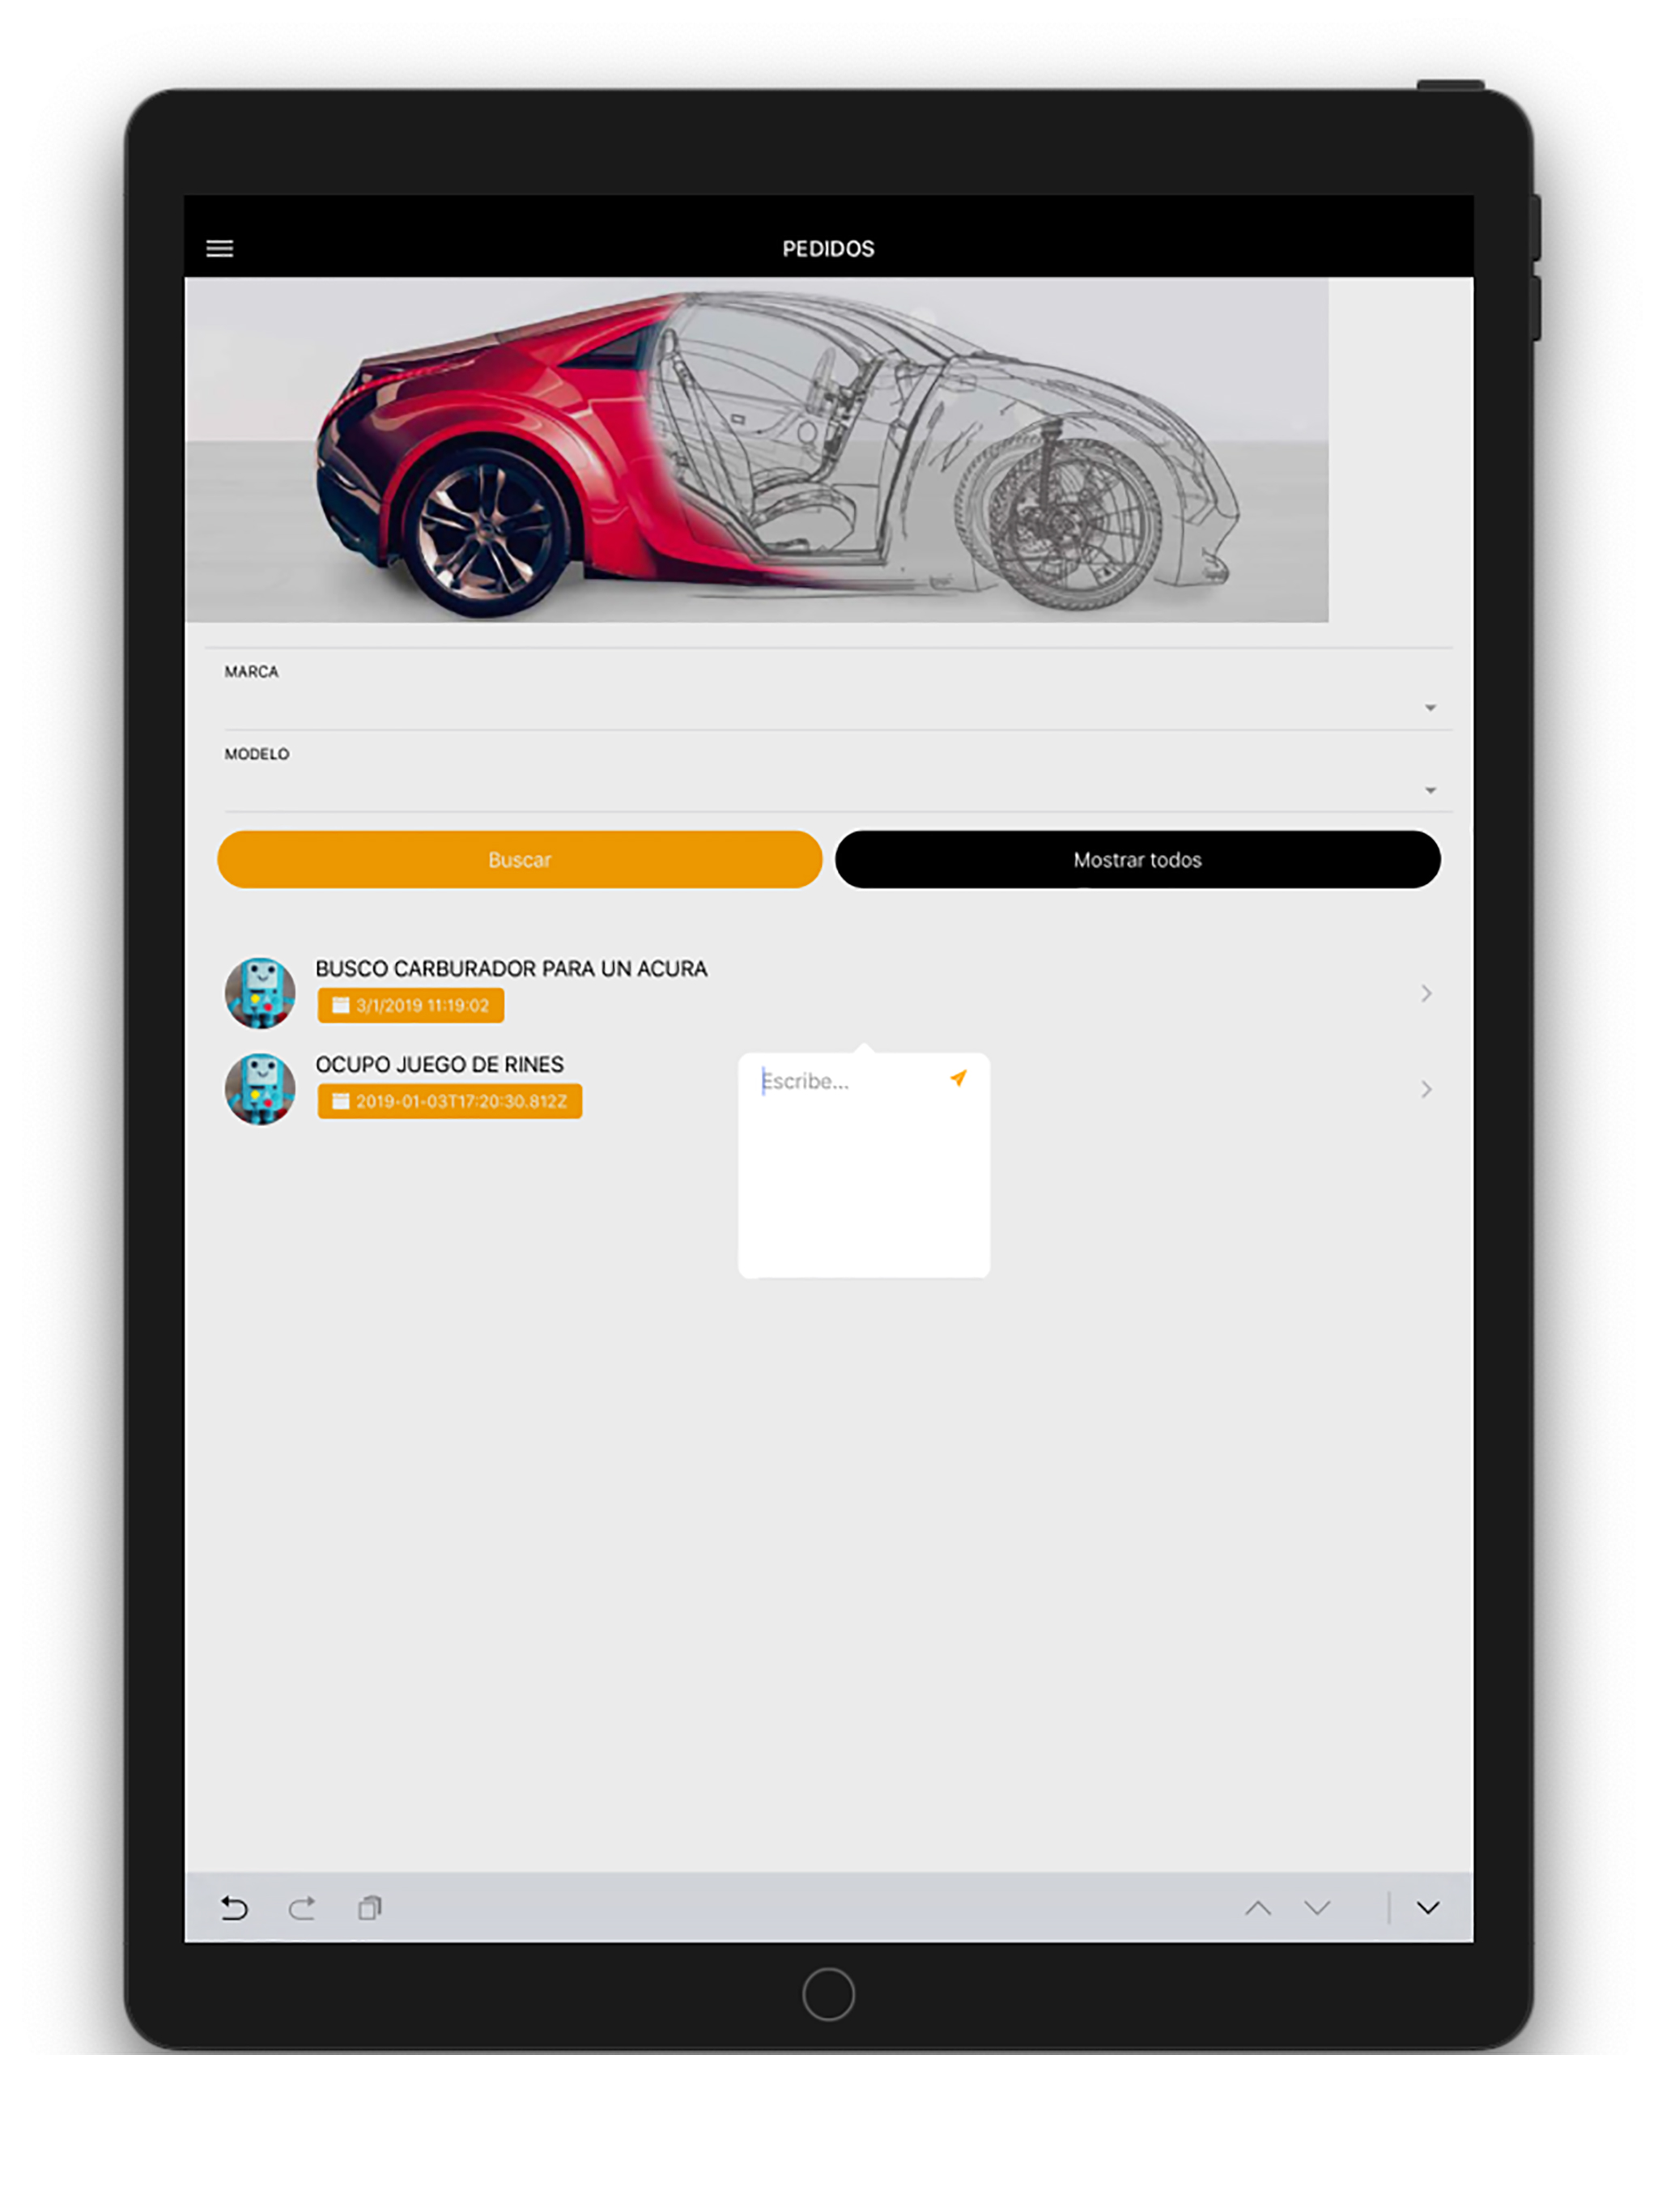 PEDIDOS
MARCA
MODELO
Buscar
Mostrar todos
BUSCO CARBURADOR PARA UN ACURA
3/1/2019 11:19:02
OCUPO JUEGO DE RINES
2019-01-03T17:20:30.812Z
Escribe...